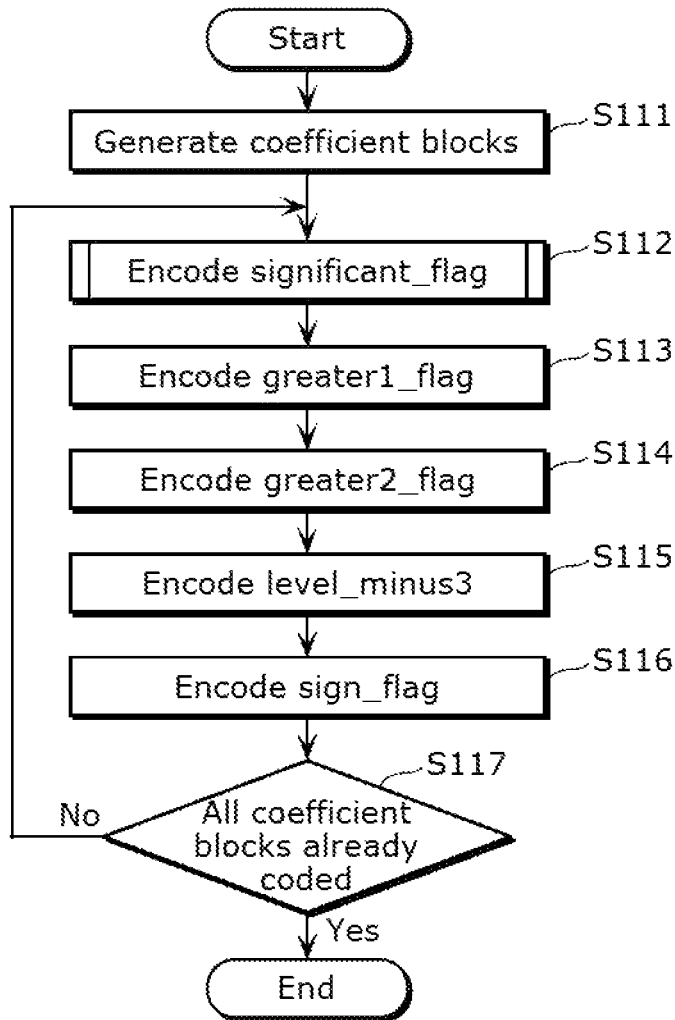 Start
Generate coefficient blocks
S111
Encode significant_flag
S112
Encode greater1_flag
S113
Encode greater2_flag
S114
Encode level_minus3
S115
Encode sign_flag
S116
S117
All coefficient
blocks already
coded
No
Yes
End